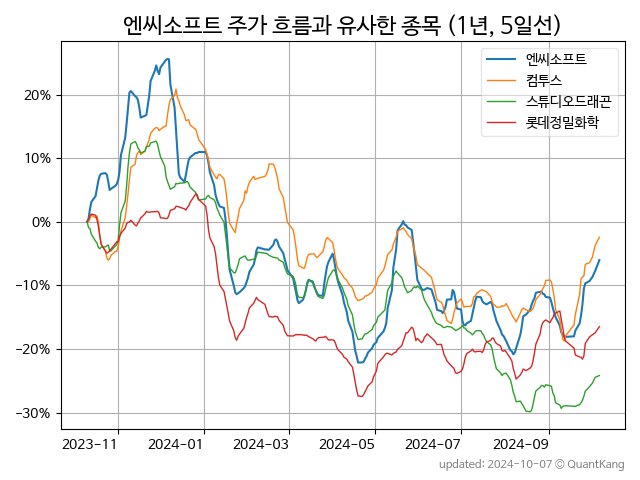 엔씨소프트 주가 흐름과 유사한 종목 (1년, 5일선)
엔씨소프트
컴투스
스튜디오드래곤
롯데정밀화학
20%
10%
0%
−10%
−20%
−30%
2023−11
2024−01
2024−03
2024−05
2024−07
2024−09
updated: 2024-10-07 © QuantKang